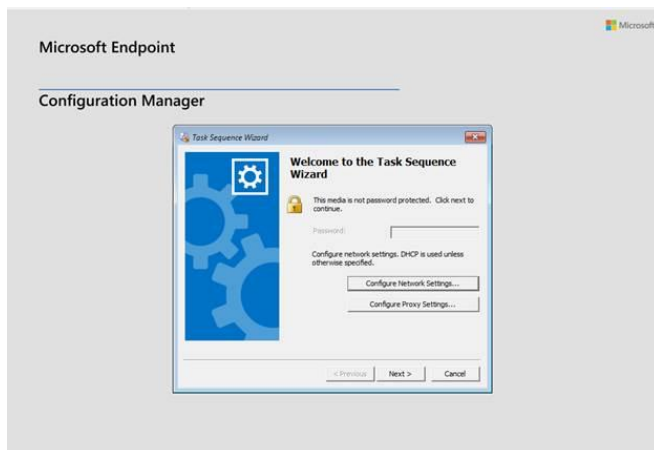 Microsoft
Microsoft Endpoint
Configuration Manager
Task Sequence Wizard
Welcome to the Task Sequence
Wizard
This media is not password protected. Click next to
continue.
Password:
Configure network settings. DHCP is used unless
otherwise specified.
Configure Network Settings...
Configure Proxy Settings...
< Previous
Next >
Cancel